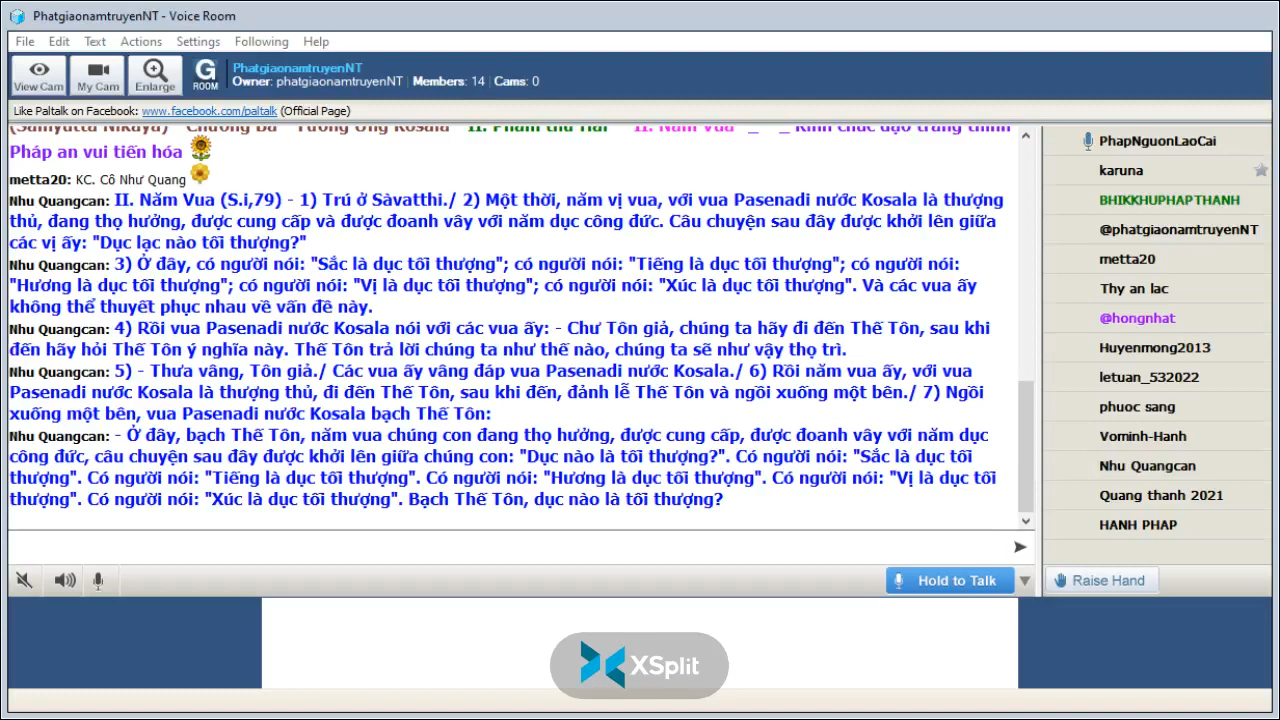 PhatgiaonamtruyenNT - Voice Room
File Edit Text Actions Settings Following Help
View Cam My Cam Enlarge G ROOM
PhatgiaonamtruyenNT
Owner: phatgiaonamtruyenNT Members: 14 Cams: 0
Like Paltalk on Facebook: www.facebook.com/paltalk (Official Page)
Pháp an vui tiến hóa
metta20: KC. Cô Như Quang
Nhu Quangcan: II. Năm Vua (S.i,79) - 1) Trú ở Sàvatthi./ 2) Một thời, năm vị vua, với vua Pasenadi nước Kosala là thượng
thủ, đang thọ hưởng, được cung cấp và được doanh vây với năm dục công đức. Câu chuyện sau đây được khởi lên giữa
các vị ấy: "Dục lạc nào tối thượng?"
Nhu Quangcan: 3) Ở đây, có người nói: "Sắc là dục tối thượng"; có người nói: "Tiếng là dục tối thượng"; có người nói:
"Hương là dục tối thượng"; có người nói: "Vị là dục tối thượng"; có người nói: "Xúc là dục tối thượng". Và các vua ấy
không thể thuyết phục nhau về vấn đề này.
Nhu Quangcan: 4) Rồi vua Pasenadi nước Kosala nói với các vua ấy: - Chư Tôn giả, chúng ta hãy đi đến Thế Tôn, sau khi
đến hãy hỏi Thế Tôn ý nghĩa này. Thế Tôn trả lời chúng ta như thế nào, chúng ta sẽ như vậy thọ trì.
Nhu Quangcan: 5) - Thưa vâng, Tôn giả./ Các vua ấy vâng đáp vua Pasenadi nước Kosala./ 6) Rồi năm vua ấy, với vua
Pasenadi nước Kosala là thượng thủ, đi đến Thế Tôn, sau khi đến, đảnh lễ Thế Tôn và ngồi xuống một bên./ 7) Ngồi
xuống một bên, vua Pasenadi nước Kosala bạch Thế Tôn:
Nhu Quangcan: - Ở đây, bạch Thế Tôn, năm vua chúng con đang thọ hưởng, được cung cấp, được doanh vây với năm dục
công đức, câu chuyện sau đây được khởi lên giữa chúng con: "Dục nào là tối thượng?". Có người nói: "Sắc là dục tối
thượng". Có người nói: "Tiếng là dục tối thượng". Có người nói: "Hương là dục tối thượng". Có người nói: "Vị là dục tối
thượng". Có người nói: "Xúc là dục tối thượng". Bạch Thế Tôn, dục nào là tối thượng?
PhapNguonLaoCai
karuna
BHIKKHUPHAPTHANH
@phatgiaonamtruyenNT
metta20
Thy an lac
@hongnhat
Huyenmong2013
letuan_532022
phuoc sang
Vominh-Hanh
Nhu Quangcan
Quang thanh 2021
HANH PHAP
Hold to Talk
Raise Hand
XSplit